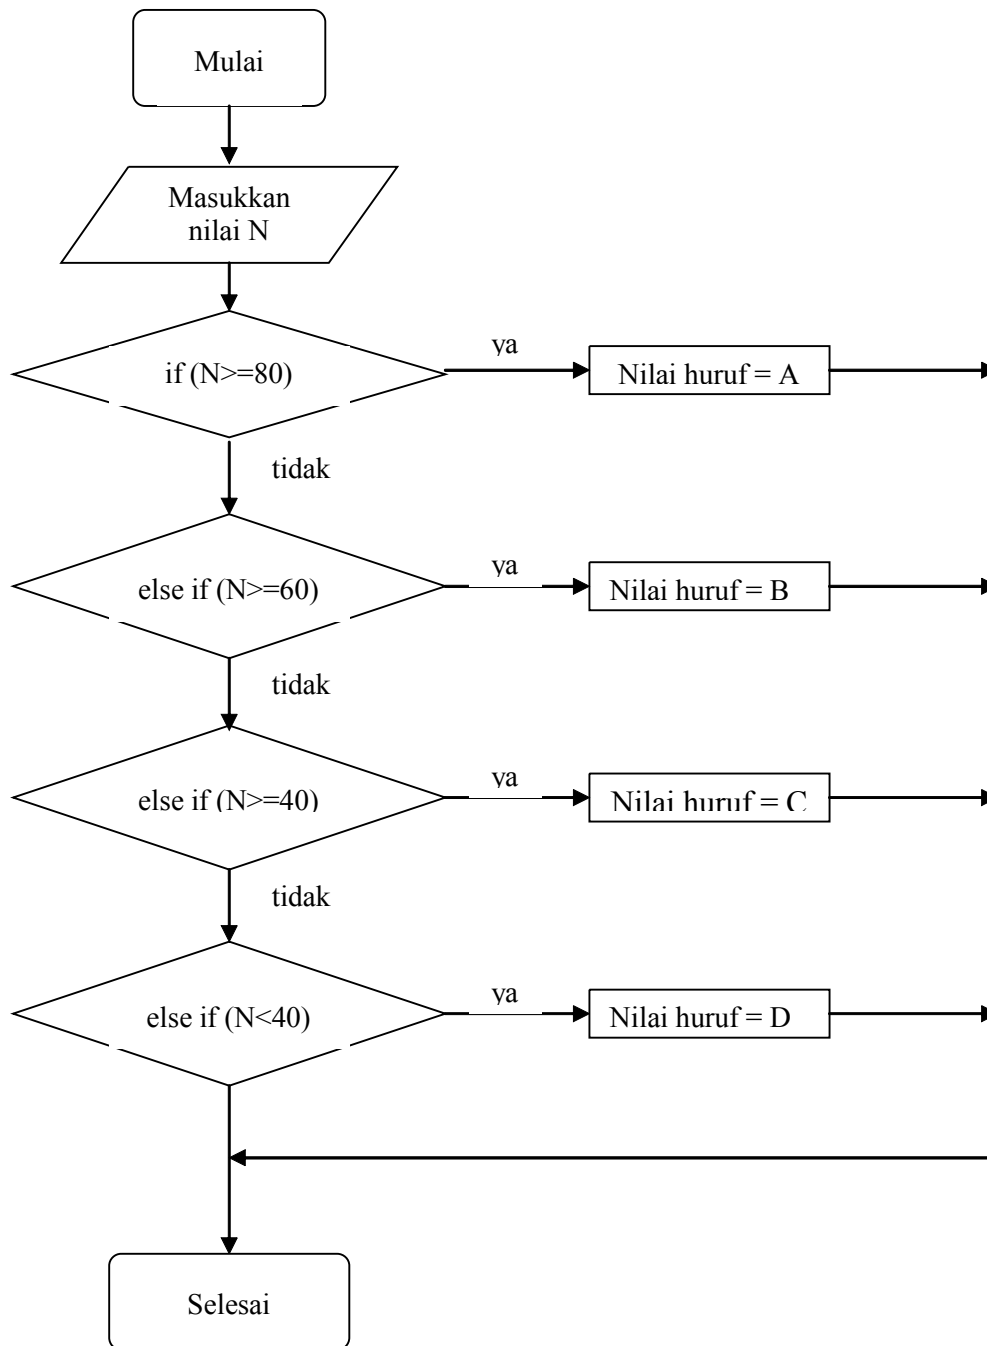 Mulai
Masukkan
nilai N
if (N>=80)
ya
Nilai huruf = A
tidak
else if (N>=60)
ya
Nilai huruf = B
tidak
else if (N>=40)
ya
Nilai huruf = C
tidak
else if (N<40)
ya
Nilai huruf = D
Selesai